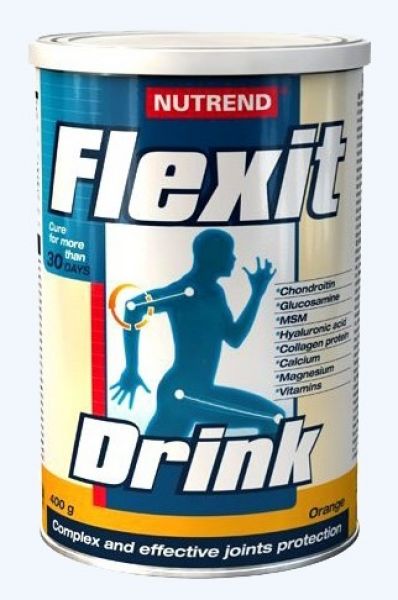 NUTREND
Flexit
Cure
for more
than
30 DAYS
*Chondroitin
*Glucosamine
*MSM
*Hyaluronic acid
*Collagen protein
*Calcium
*Magnesium
*Vitamins
Drink
400 g
Orange
Complex and effective joints protection